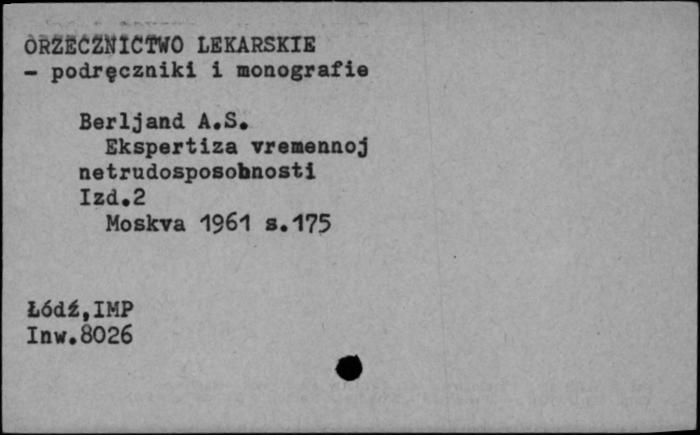 ORZECZNICTWO LEKARSKIE
- podręczniki i monografie
Berljand A.S.
Ekspertiza vremennoj
netrudosposobnosti
Izd.2
Moskva 1961 s.175
Łódź,IMP
Inw.8026